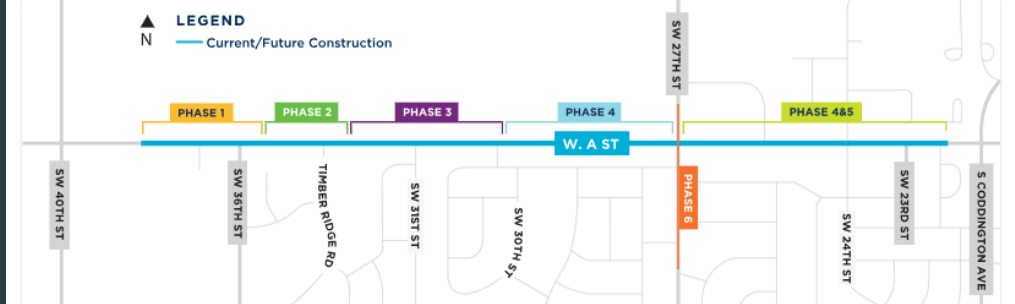 LEGEND
N
Current/Future Construction
SW 27TH ST
PHASE 1
PHASE 2
PHASE 3
PHASE 4
PHASE 4&5
W. A ST
SW 40TH ST
SW 36TH ST
TIMBER RIDGE RD
SW 31ST ST
SW 30TH ST
PHASE 6
SW 24TH ST
SW 23RD ST
S CODDINGTON AVE